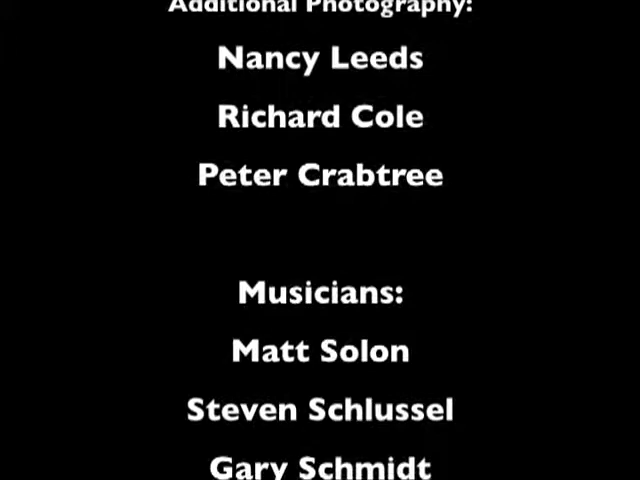 Additional Photography:
Nancy Leeds
Richard Cole
Peter Crabtree
Musicians:
Matt Solon
Steven Schlussel
Gary Schmidt